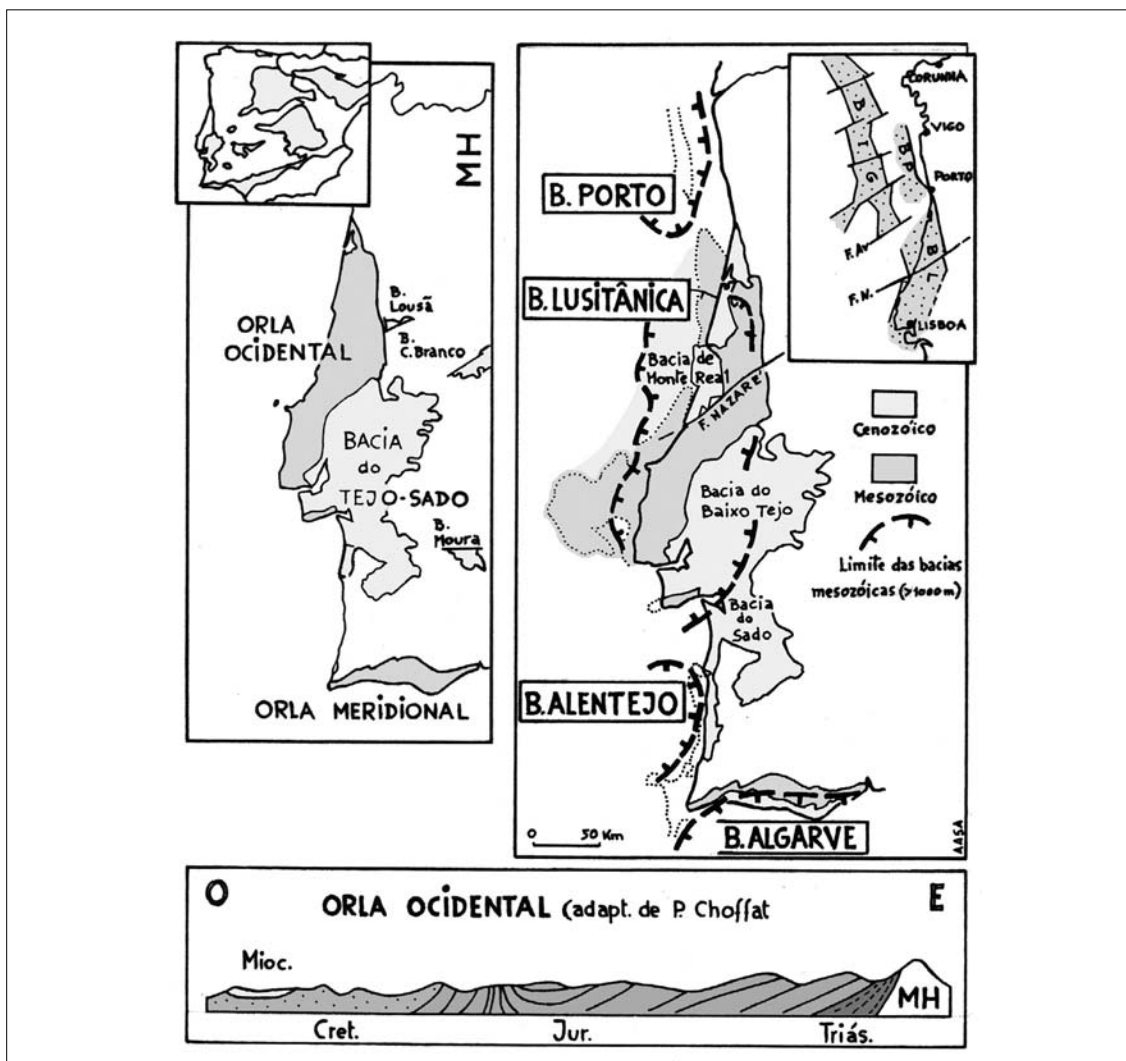 MH
ORLA
OCIDENTAL
B.
Lousã
B.
C. Branco
BACIA
do
TEJO-SADO
B.
Moura
ORLA MERIDIONAL
B. PORTO
B. LUSITÂNICA
Bacia de
Monte Real
F. NAZARÉ
Bacia do
Baixo Tejo
Bacia
do
Sado
B. ALENTEJO
B. ALGARVE
0 50 Km
AASA
CORUNHA
VIGO
PORTO
LISBOA
B I G
B P
B L
F. Av
F. N.
Cenozóico
Mesozóico
Limite das bacias
mesozóicas (>1000 m)
O
E
ORLA OCIDENTAL (adapt. de P. Choffat
Mioc.
MH
Cret.
Jur.
Triás.